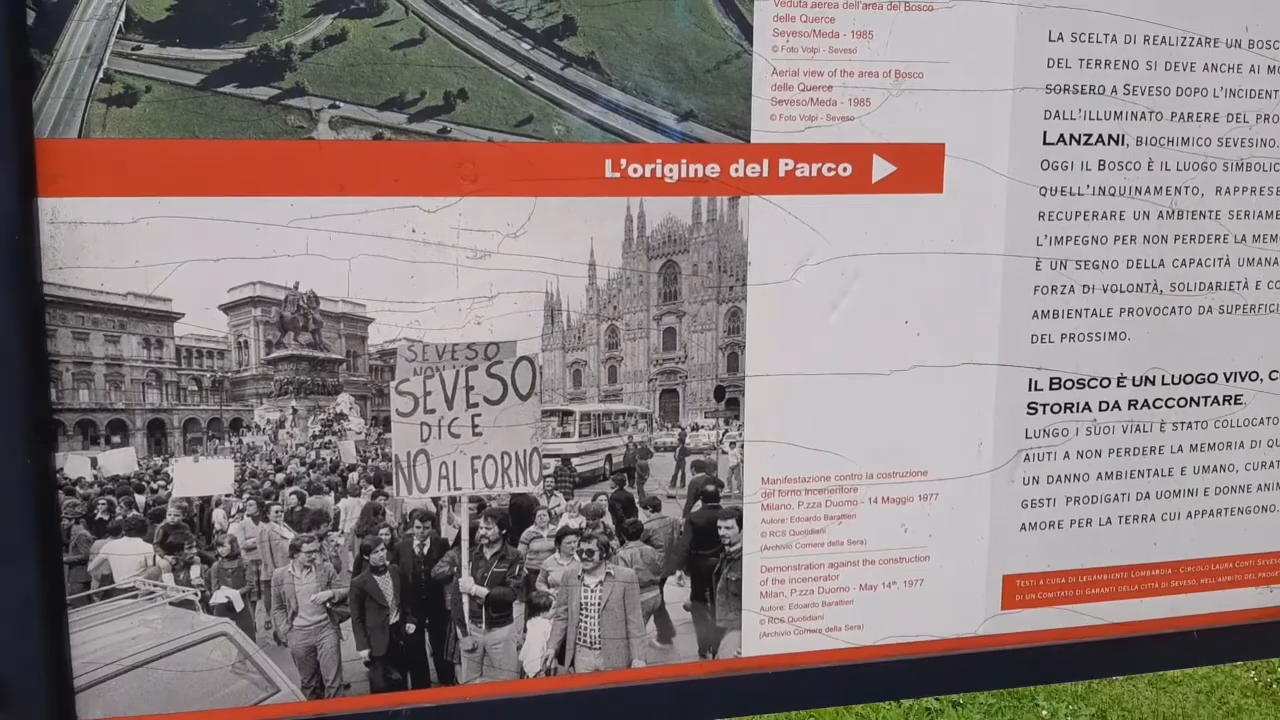 Veduta aerea dell'area del Bosco
delle Querce
Seveso/Meda - 1985
© Foto Volpi - Seveso
Aerial view of the area of Bosco
delle Querce
Seveso/Meda - 1985
© Foto Volpi - Seveso
L'origine del Parco
SEVESO
NON
SEVESO
DICE
NO AL FORNO
Manifestazione contro la costruzione
del forno Inceneritore
Milano, P.zza Duomo - 14 Maggio 1977
Autore: Edoardo Barattieri
© RCS Quotidiani
(Archivio Corriere della Sera)
Demonstration against the construction
of the incenerator
Milan, P.zza Duomo - May 14th, 1977
Autore: Edoardo Barattieri
© RCS Quotidiani
(Archivio Corriere della Sera)
LA SCELTA DI REALIZZARE UN BOSC
DEL TERRENO SI DEVE ANCHE AI MO
SORSERO A SEVESO DOPO L'INCIDENT
DALL'ILLUMINATO PARERE DEL PRO
LANZANI, BIOCHIMICO SEVESINO.
OGGI IL BOSCO È IL LUOGO SIMBOLIC
QUELL'INQUINAMENTO, RAPPRESE
RECUPERARE UN AMBIENTE SERIAME
L'IMPEGNO PER NON PERDERE LA MEM
È UN SEGNO DELLA CAPACITÀ UMANA
FORZA DI VOLONTÀ, SOLIDARIETÀ E CO
AMBIENTALE PROVOCATO DA SUPERFICI
DEL PROSSIMO.
IL BOSCO È UN LUOGO VIVO, C
STORIA DA RACCONTARE.
LUNGO I SUOI VIALI È STATO COLLOCATO
AIUTI A NON PERDERE LA MEMORIA DI QU
UN DANNO AMBIENTALE E UMANO, CURAT
GESTI PRODIGATI DA UOMINI E DONNE ANIM
AMORE PER LA TERRA CUI APPARTENGONO.
TESTI A CURA DI LEGAMBIENTE LOMBARDIA - CIRCOLO LAURA CONTI SEVESO
DI UN COMITATO DI GARANTI DELLA CITTÀ DI SEVESO, NELL'AMBITO DEL PROGE